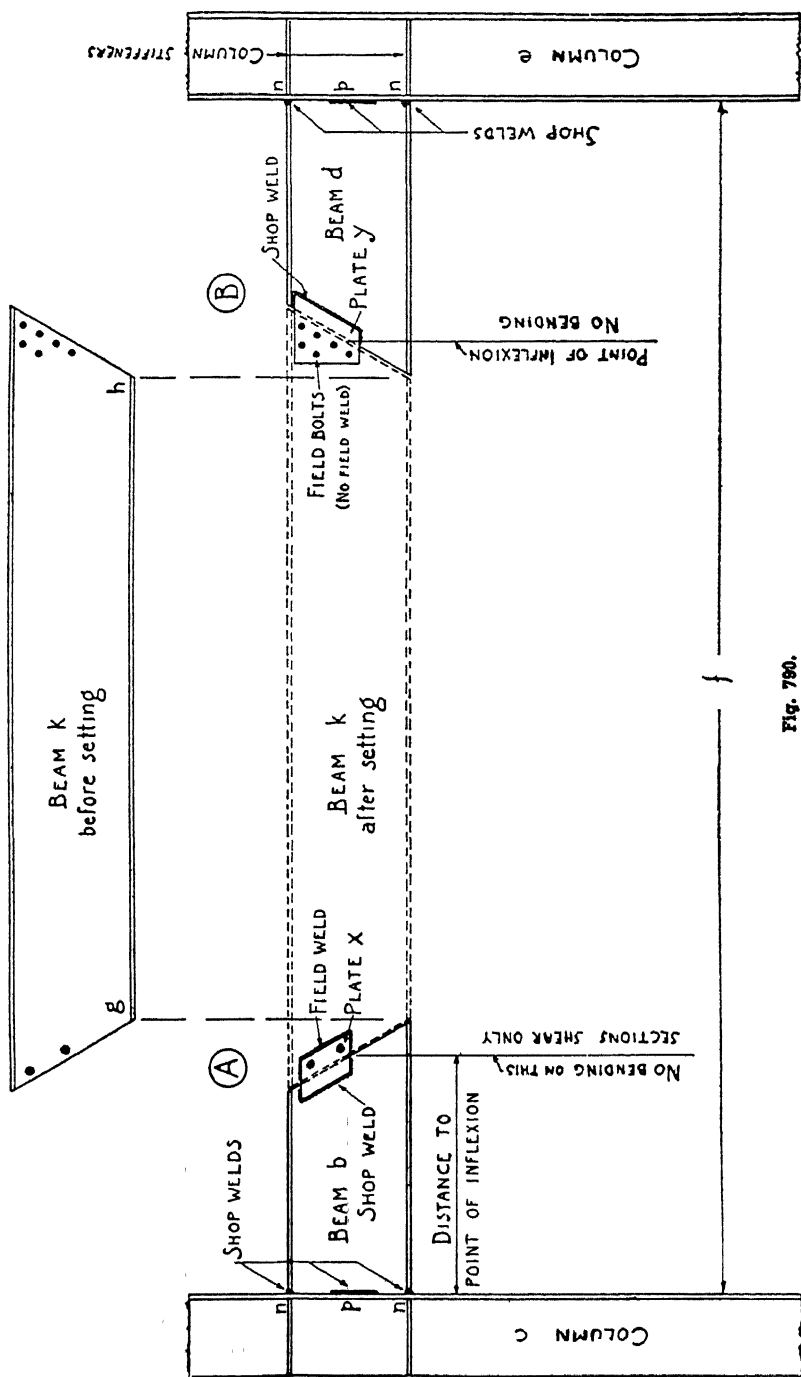 BEAM k
before setting
g
h
A
B
SHOP WELDS
n
p
n
BEAM b
SHOP WELD
FIELD WELD
PLATE X
BEAM k
after setting
FIELD BOLTS
(NO FIELD WELD)
SHOP WELD
BEAM d
PLATE y
n
p
n
SHOP WELDS
COLUMN
STIFFENERS
COLUMN C
COLUMN e
DISTANCE TO
POINT OF INFLEXION
NO BENDING ON THIS
SECTIONS SHEAR ONLY
POINT OF INFLEXION
NO BENDING
f
Fig. 790.